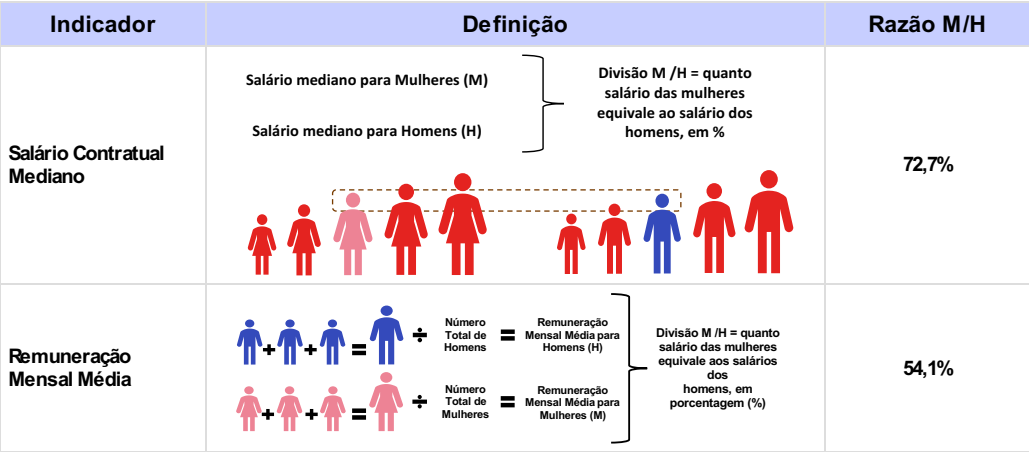 Indicador
Definição
Razão M/H
Salário Contratual
Mediano
Salário mediano para Mulheres (M)
Salário mediano para Homens (H)
Divisão M /H = quanto
salário das mulheres
equivale ao salário dos
homens, em %
72,7%
Remuneração
Mensal Média
+ + = ÷
Número
Total de
Homens
=
Remuneração
Mensal Média para
Homens (H)
+ + = ÷
Número
Total de
Mulheres
=
Remuneração
Mensal Média para
Mulheres (M)
Divisão M /H = quanto
salário das mulheres
equivale aos salários
dos
homens, em
porcentagem (%)
54,1%